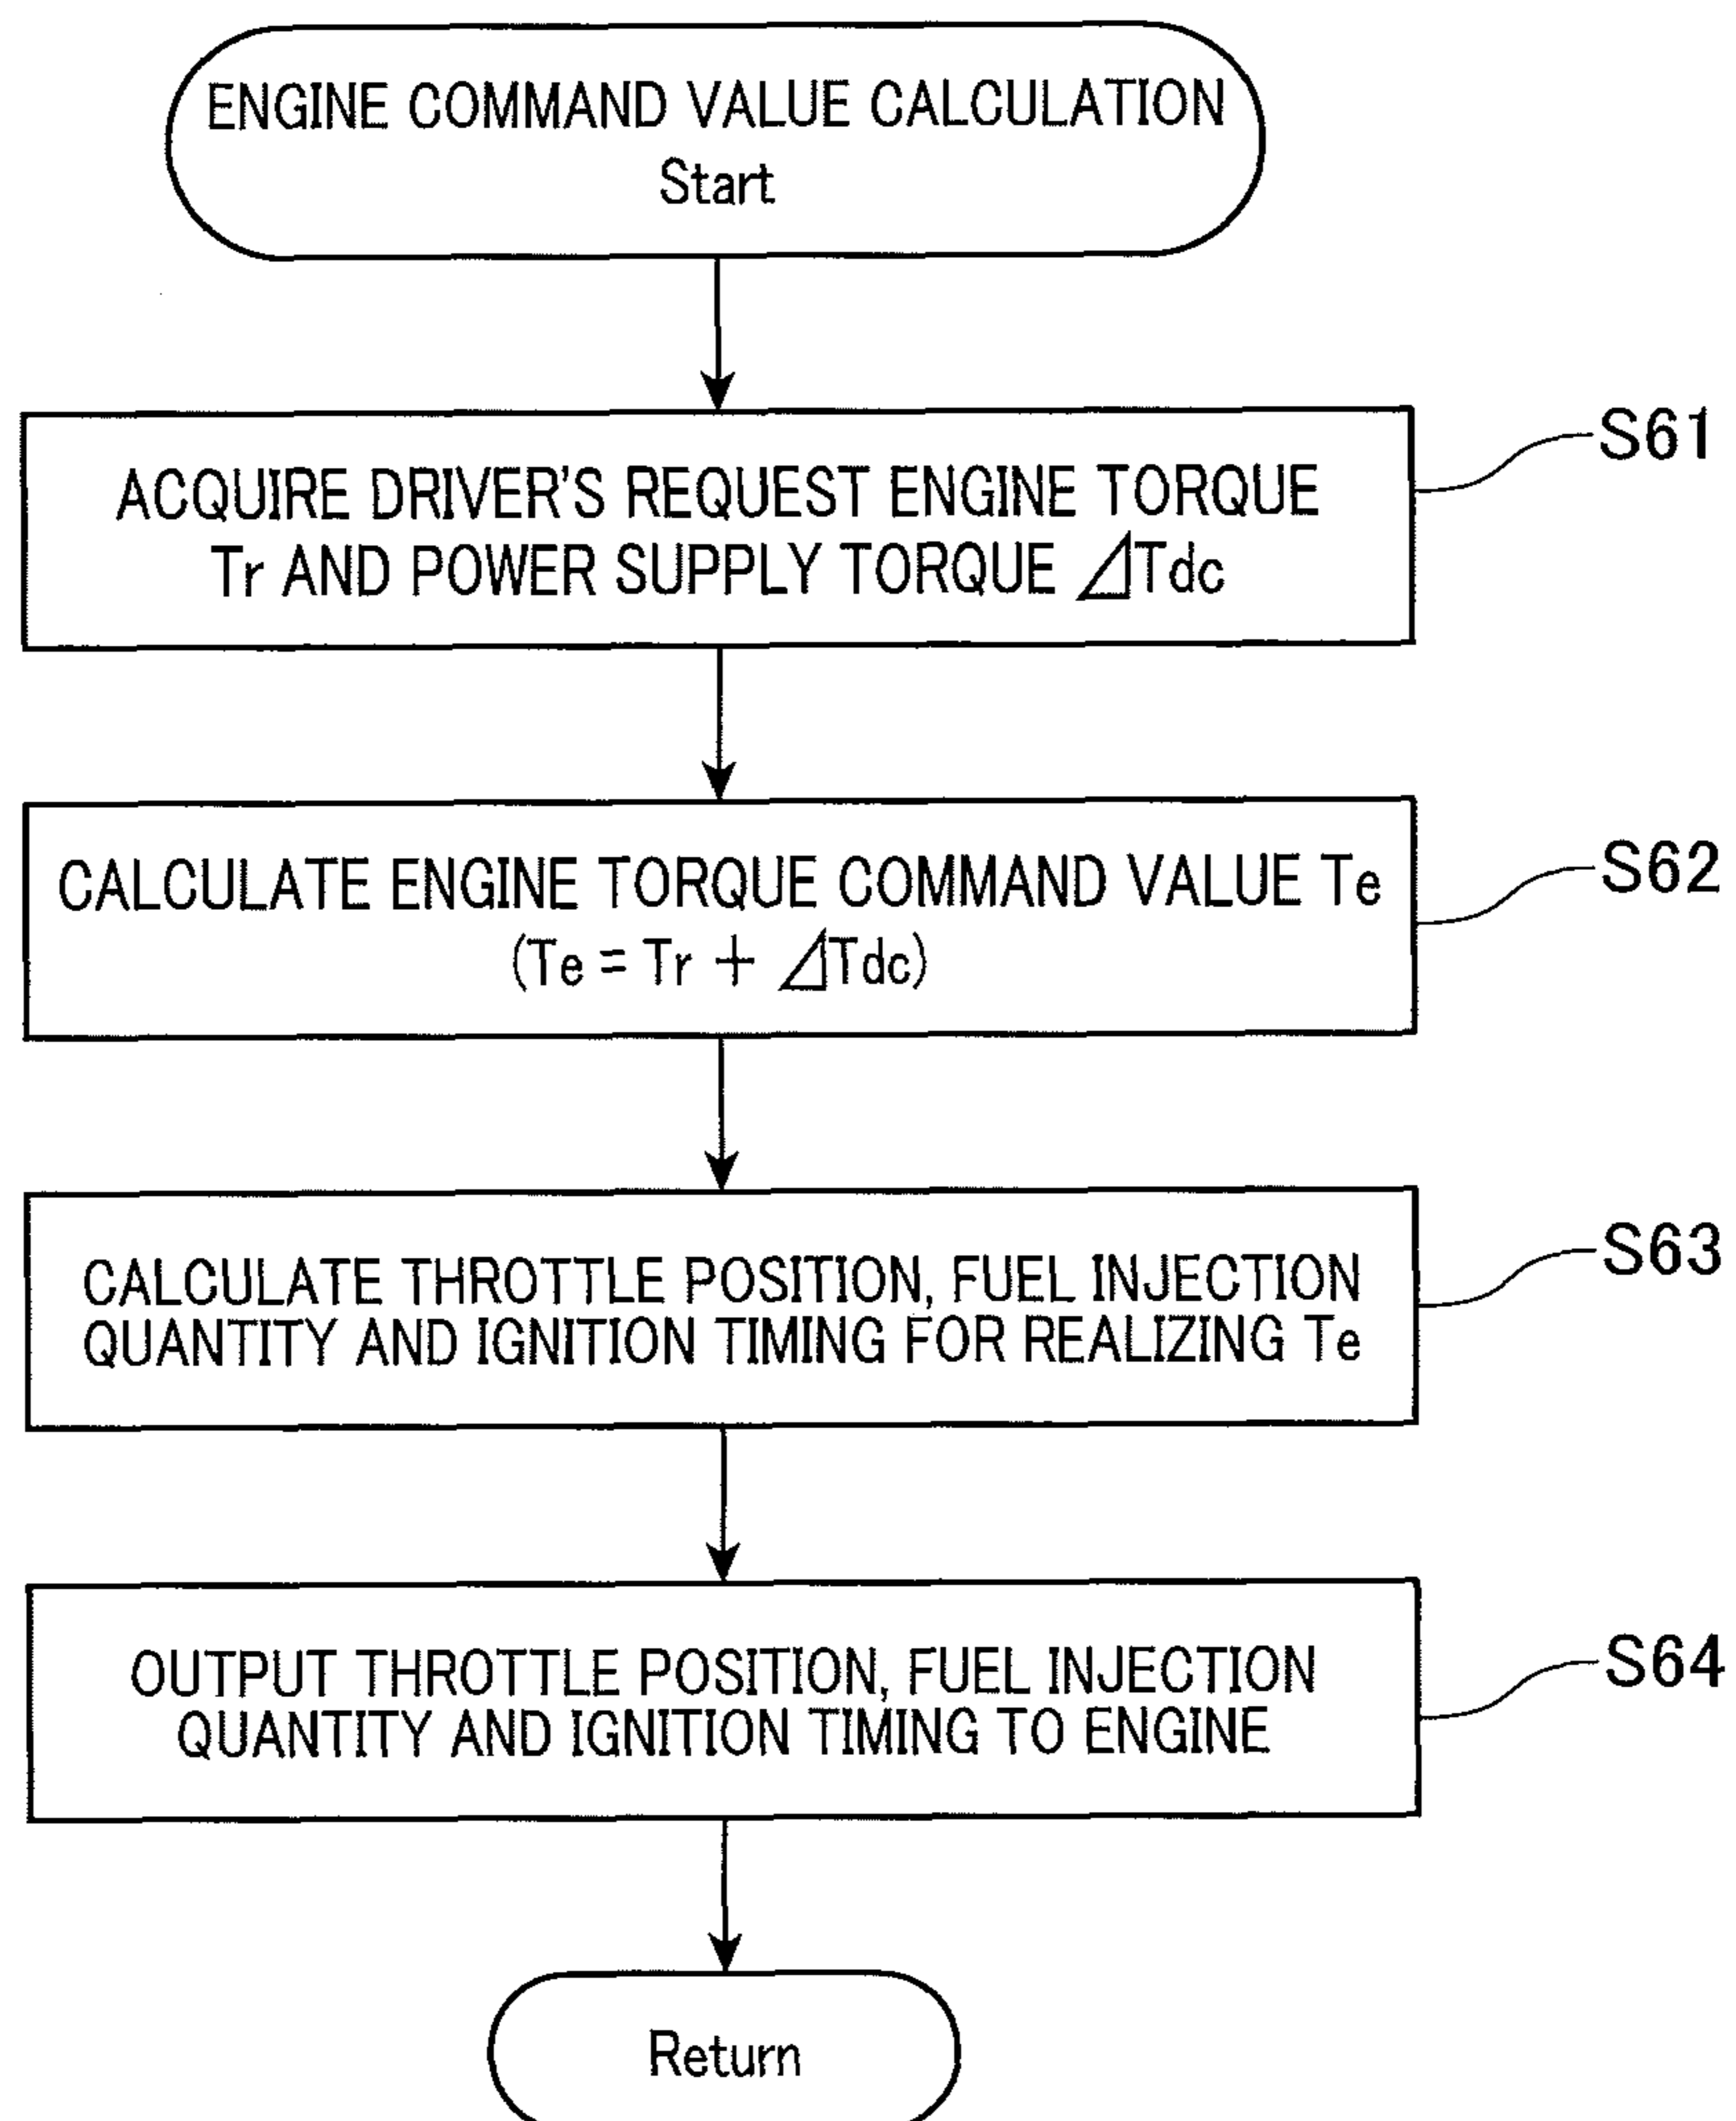 ENGINE COMMAND VALUE CALCULATION
Start
S61
ACQUIRE DRIVER'S REQUEST ENGINE TORQUE
Tr AND POWER SUPPLY TORQUE ⊿Tdc
S62
CALCULATE ENGINE TORQUE COMMAND VALUE Te
(Te = Tr + ⊿Tdc)
S63
CALCULATE THROTTLE POSITION, FUEL INJECTION
QUANTITY AND IGNITION TIMING FOR REALIZING Te
S64
OUTPUT THROTTLE POSITION, FUEL INJECTION
QUANTITY AND IGNITION TIMING TO ENGINE
Return